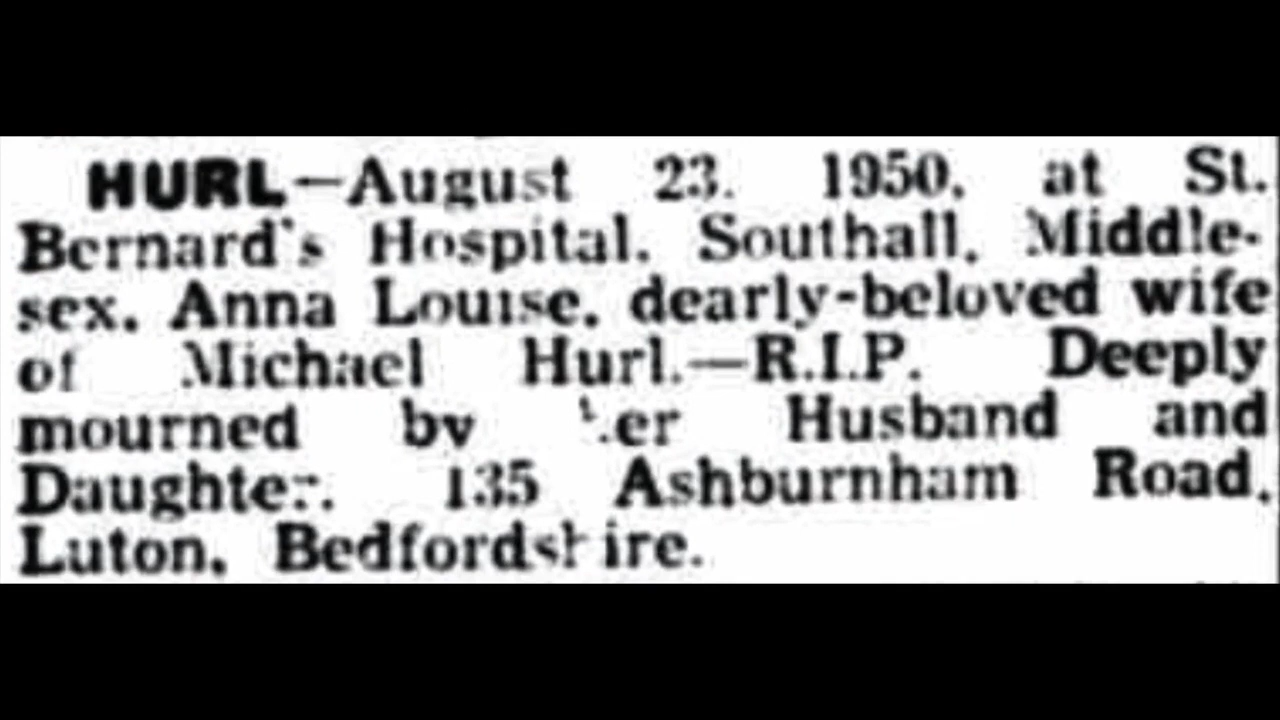 HURL—August 23. 1950, at St.
Bernard's Hospital, Southall, Middle-
sex, Anna Louise, dearly-beloved wife
of Michael Hurl.—R.I.P. Deeply
mourned by her Husband and
Daughter. 135 Ashburnham Road,
Luton, Bedfordshire.